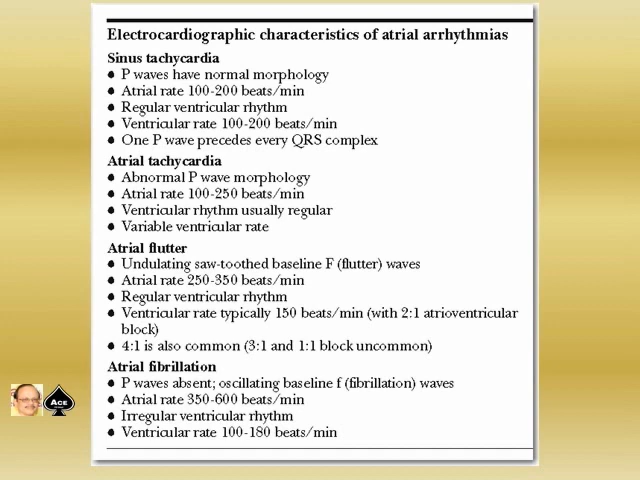 Electrocardiographic characteristics of atrial arrhythmias
Sinus tachycardia
● P waves have normal morphology
● Atrial rate 100-200 beats/min
● Regular ventricular rhythm
● Ventricular rate 100-200 beats/min
● One P wave precedes every QRS complex
Atrial tachycardia
● Abnormal P wave morphology
● Atrial rate 100-250 beats/min
● Ventricular rhythm usually regular
● Variable ventricular rate
Atrial flutter
● Undulating saw-toothed baseline F (flutter) waves
● Atrial rate 250-350 beats/min
● Regular ventricular rhythm
● Ventricular rate typically 150 beats/min (with 2:1 atrioventricular
block)
● 4:1 is also common (3:1 and 1:1 block uncommon)
Atrial fibrillation
● P waves absent; oscillating baseline f (fibrillation) waves
● Atrial rate 350-600 beats/min
● Irregular ventricular rhythm
● Ventricular rate 100-180 beats/min
ACE